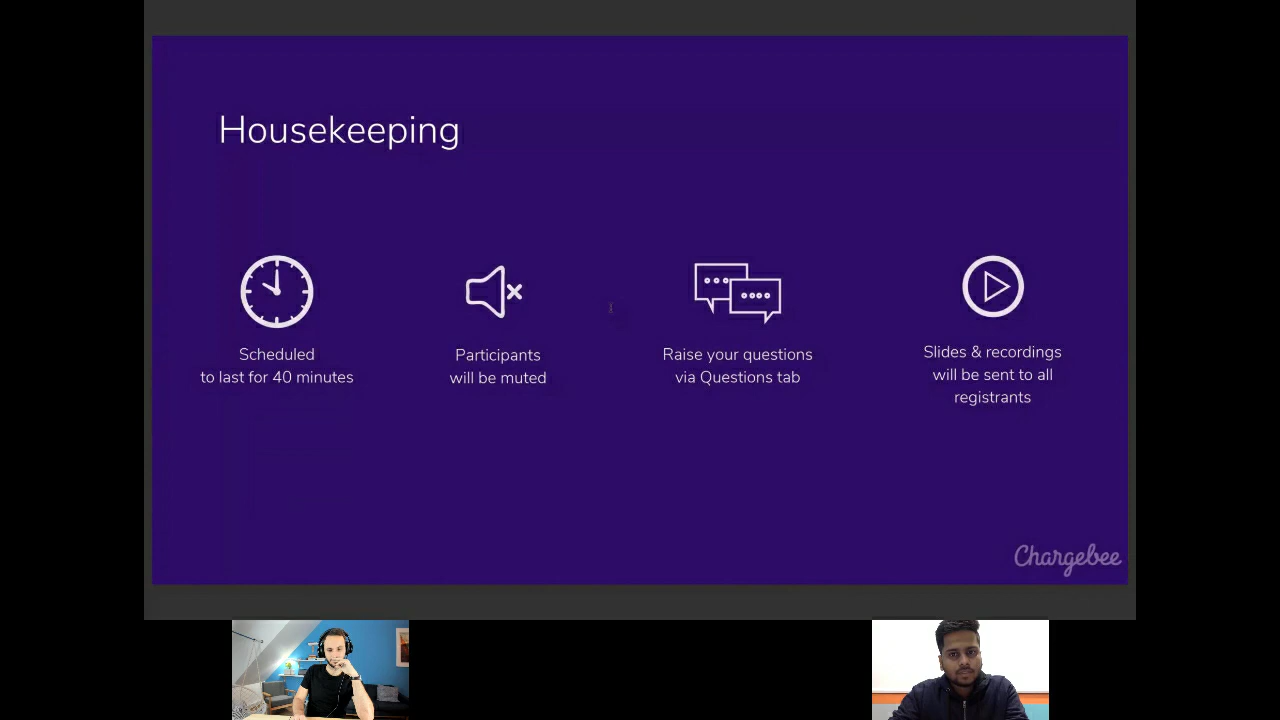 Housekeeping
Scheduled
to last for 40 minutes
Participants
will be muted
Raise your questions
via Questions tab
Slides & recordings
will be sent to all
registrants
Chargebee